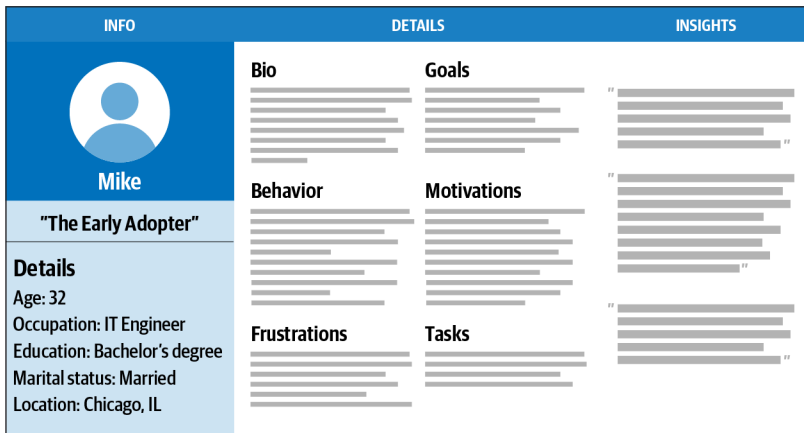 INFO
DETAILS
INSIGHTS
Mike
"The Early Adopter"
Details
Age: 32
Occupation: IT Engineer
Education: Bachelor's degree
Marital status: Married
Location: Chicago, IL
Bio
Goals
Behavior
Motivations
Frustrations
Tasks
"
"
"
"
"
"